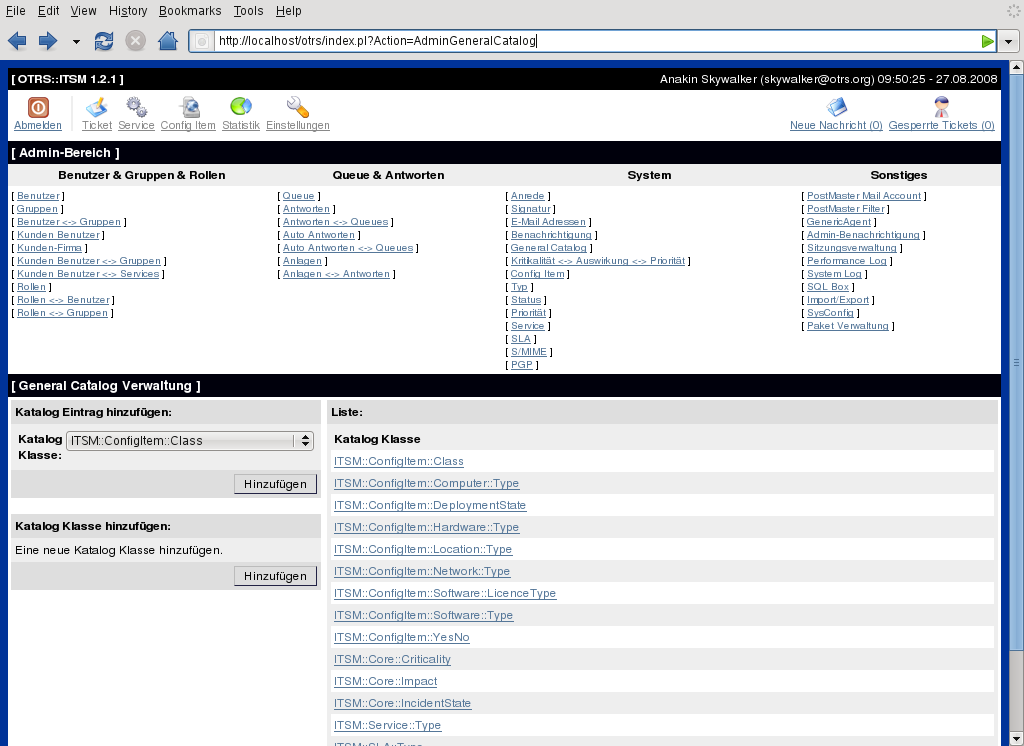 File Edit View History Bookmarks Tools Help
http://localhost/otrs/index.pl?Action=AdminGeneralCatalog
[ OTRS::ITSM 1.2.1 ] Anakin Skywalker (skywalker@otrs.org) 09:50:25 - 27.08.2008
Abmelden Ticket Service Config Item Statistik Einstellungen Neue Nachricht (0) Gesperrte Tickets (0)
[ Admin-Bereich ]
Benutzer & Gruppen & Rollen
[ Benutzer ]
[ Gruppen ]
[ Benutzer <-> Gruppen ]
[ Kunden Benutzer ]
[ Kunden-Firma ]
[ Kunden Benutzer <-> Gruppen ]
[ Kunden Benutzer <-> Services ]
[ Rollen ]
[ Rollen <-> Benutzer ]
[ Rollen <-> Gruppen ]
Queue & Antworten
[ Queue ]
[ Antworten ]
[ Antworten <-> Queues ]
[ Auto Antworten ]
[ Auto Antworten <-> Queues ]
[ Anlagen ]
[ Anlagen <-> Antworten ]
System
[ Anrede ]
[ Signatur ]
[ E-Mail Adressen ]
[ Benachrichtigung ]
[ General Catalog ]
[ Kritikalität <-> Auswirkung <-> Priorität ]
[ Config Item ]
[ Typ ]
[ Status ]
[ Priorität ]
[ Service ]
[ SLA ]
[ S/MIME ]
[ PGP ]
Sonstiges
[ PostMaster Mail Account ]
[ PostMaster Filter ]
[ GenericAgent ]
[ Admin-Benachrichtigung ]
[ Sitzungsverwaltung ]
[ Performance Log ]
[ System Log ]
[ SQL Box ]
[ Import/Export ]
[ SysConfig ]
[ Paket Verwaltung ]
[ General Catalog Verwaltung ]
Katalog Eintrag hinzufügen:
Katalog Klasse: ITSM::ConfigItem::Class
Hinzufügen
Katalog Klasse hinzufügen:
Eine neue Katalog Klasse hinzufügen.
Hinzufügen
Liste:
Katalog Klasse
ITSM::ConfigItem::Class
ITSM::ConfigItem::Computer::Type
ITSM::ConfigItem::DeploymentState
ITSM::ConfigItem::Hardware::Type
ITSM::ConfigItem::Location::Type
ITSM::ConfigItem::Network::Type
ITSM::ConfigItem::Software::LicenceType
ITSM::ConfigItem::Software::Type
ITSM::ConfigItem::YesNo
ITSM::Core::Criticality
ITSM::Core::Impact
ITSM::Core::IncidentState
ITSM::Service::Type
ITSM::SLA::Type